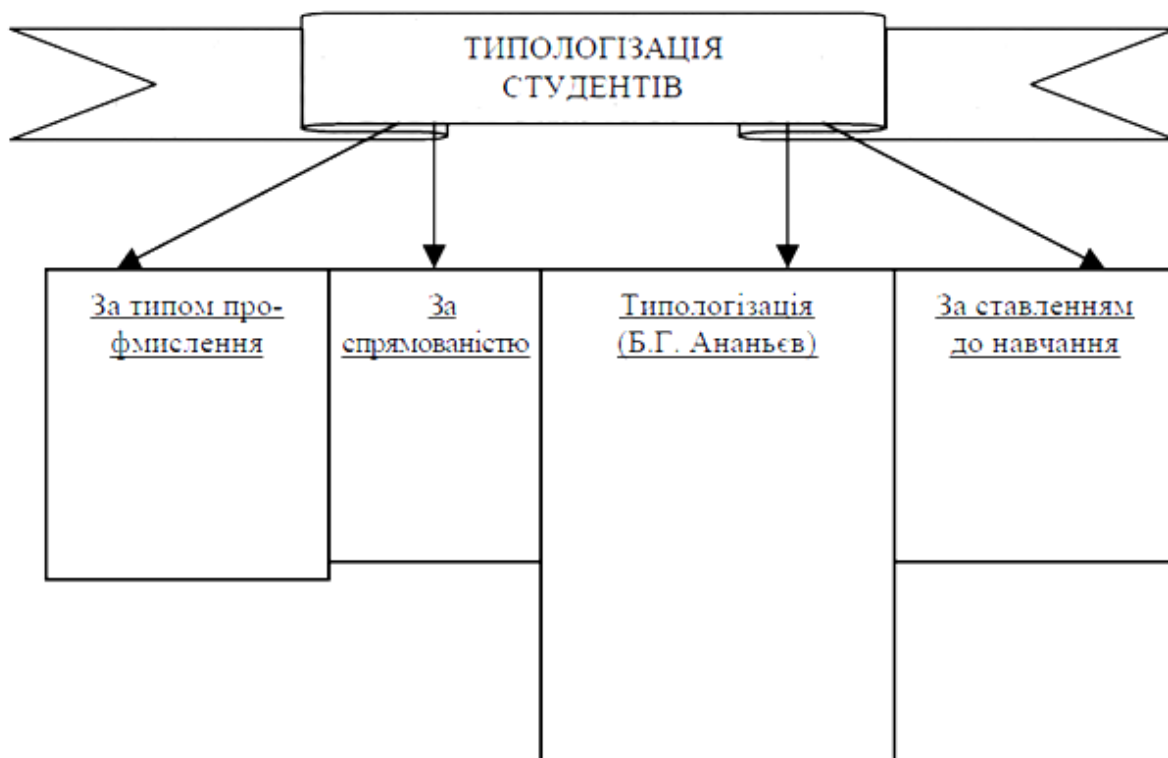 ТИПОЛОГІЗАЦІЯ
СТУДЕНТІВ
За типом про-
фмислення
За
спрямованістю
Типологізація
(Б.Г. Ананьєв)
За ставленням
до навчання